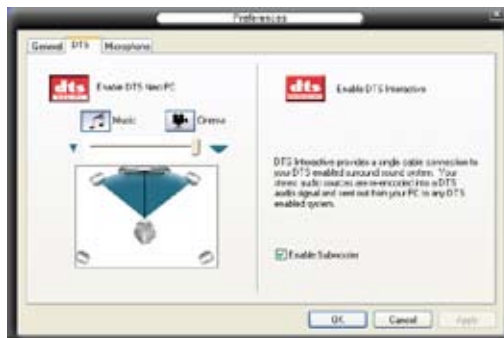 Preferences
General DTS Microphone
dts
Enable DTS Neo:PC
Music
Cinema
dts
Enable DTS Interactive
DTS Interactive provides a single cable connection to
your DTS enabled surround sound system. Your
stereo audio sources are re-encoded into a DTS
audio signal and sent out from your PC to any DTS
enabled system.
Enable Subwoofer
OK Cancel Apply